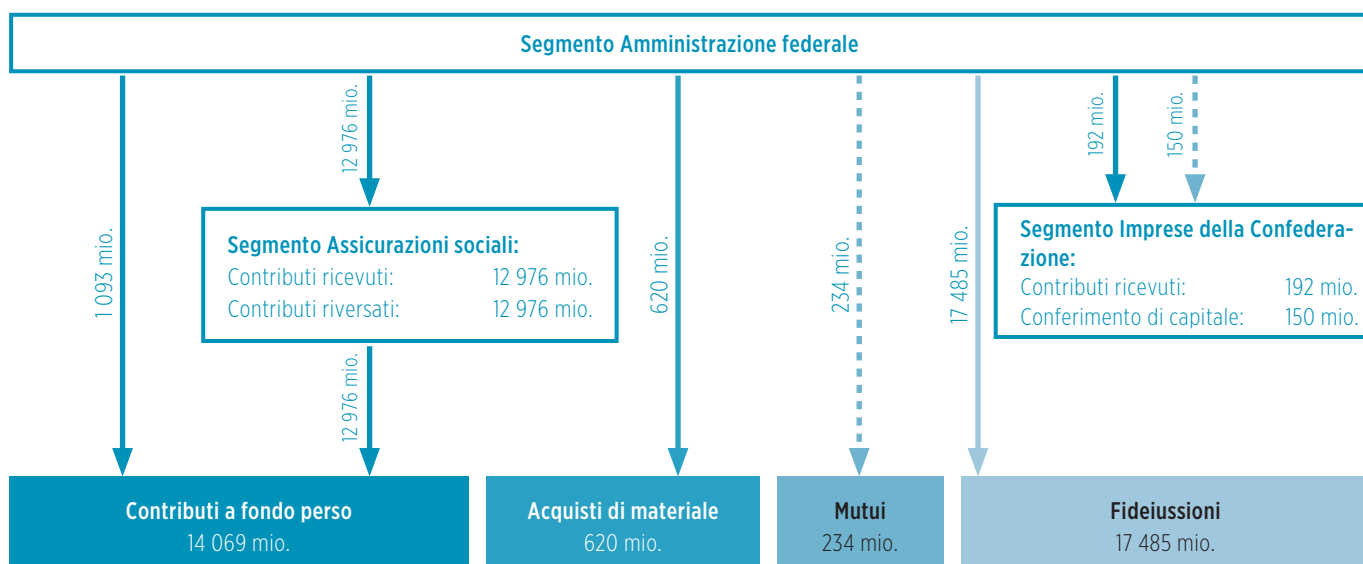 Segmento Amministrazione federale
1 093 mio.
12 976 mio.
620 mio.
234 mio.
17 485 mio.
192 mio.
150 mio.
Segmento Assicurazioni sociali:
Contributi ricevuti: 12 976 mio.
Contributi riversati: 12 976 mio.
Segmento Imprese della Confedera-
zione:
Contributi ricevuti: 192 mio.
Conferimento di capitale: 150 mio.
12 976 mio.
Contributi a fondo perso
14 069 mio.
Acquisti di materiale
620 mio.
Mutui
234 mio.
Fideiussioni
17 485 mio.